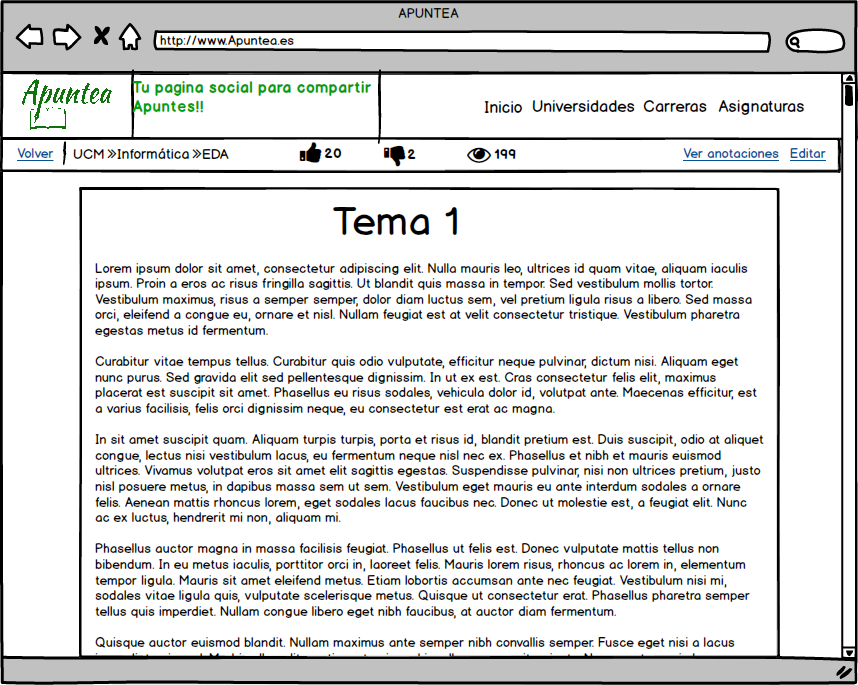 APUNTEA
http://www.Apuntea.es
Apuntea
Tu pagina social para compartir
Apuntes!!
Inicio Universidades Carreras Asignaturas
Volver UCM »Informática »EDA 20 2 199 Ver anotaciones Editar
Tema 1
Lorem ipsum dolor sit amet, consectetur adipiscing elit. Nulla mauris leo, ultrices id quam vitae, aliquam iaculis
ipsum. Proin a eros ac risus fringilla sagittis. Ut blandit quis massa in tempor. Sed vestibulum mollis tortor.
Vestibulum maximus, risus a semper semper, dolor diam luctus sem, vel pretium ligula risus a libero. Sed massa
orci, eleifend a congue eu, ornare et nisl. Nullam feugiat est at velit consectetur tristique. Vestibulum pharetra
egestas metus id fermentum.
Curabitur vitae tempus tellus. Curabitur quis odio vulputate, efficitur neque pulvinar, dictum nisi. Aliquam eget
nunc purus. Sed gravida elit sed pellentesque dignissim. In ut ex est. Cras consectetur felis elit, maximus
placerat est suscipit sit amet. Phasellus eu risus sodales, vehicula dolor id, volutpat ante. Maecenas efficitur, est
a varius facilisis, felis orci dignissim neque, eu consectetur est erat ac magna.
In sit amet suscipit quam. Aliquam turpis turpis, porta et risus id, blandit pretium est. Duis suscipit, odio at aliquet
congue, lectus nisi vestibulum lacus, eu fermentum neque nisl nec ex. Phasellus et nibh et mauris euismod
ultrices. Vivamus volutpat eros sit amet elit sagittis egestas. Suspendisse pulvinar, nisi non ultrices pretium, justo
nisl posuere metus, in dapibus massa sem ut sem. Vestibulum eget mauris eu ante interdum sodales a ornare
felis. Aenean mattis rhoncus lorem, eget sodales lacus faucibus nec. Donec ut molestie est, a feugiat elit. Nunc
ac ex luctus, hendrerit mi non, aliquam mi.
Phasellus auctor magna in massa facilisis feugiat. Phasellus ut felis est. Donec vulputate mattis tellus non
bibendum. In eu metus iaculis, porttitor orci in, laoreet felis. Mauris lorem risus, rhoncus ac lorem in, elementum
tempor ligula. Mauris sit amet eleifend metus. Etiam lobortis accumsan ante nec feugiat. Vestibulum nisi mi,
sodales vitae ligula quis, vulputate scelerisque metus. Quisque ut consectetur erat. Phasellus pharetra semper
tellus quis imperdiet. Nullam congue libero eget nibh faucibus, at auctor diam fermentum.
Quisque auctor euismod blandit. Nullam maximus ante semper nibh convallis semper. Fusce eget nisi a lacus